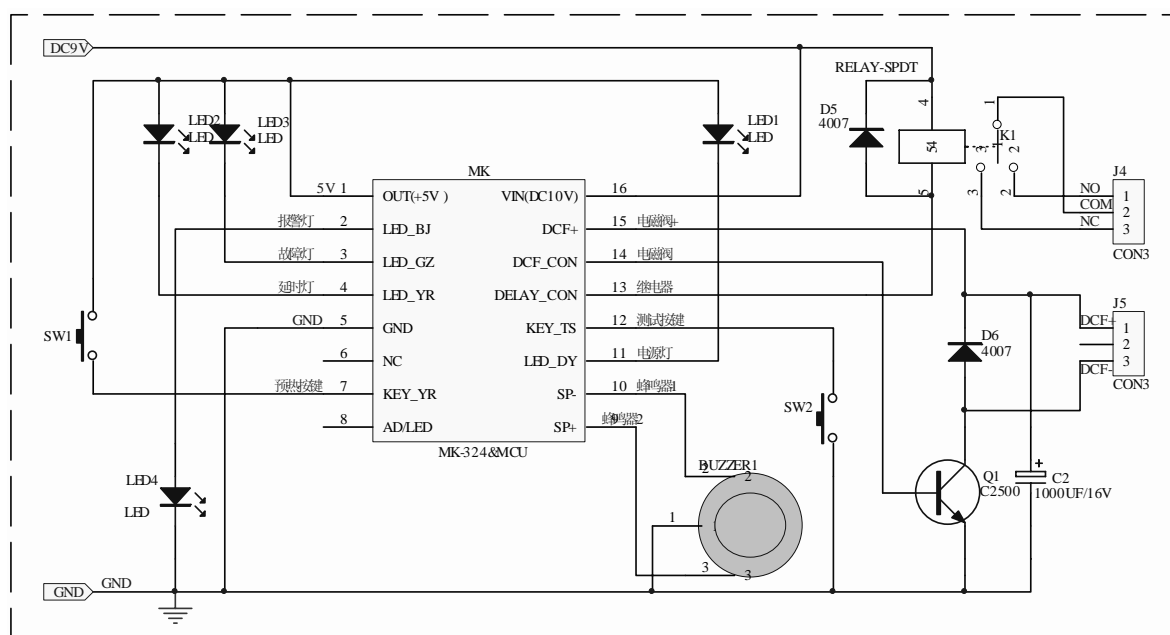 DC9V
RELAY-SPDT
D5
4007
4
54
5
1
K1
3
2
3
2
J4
NO 1
COM 2
NC 3
CON3
LED2
LED
LED3
LED
LED1
LED
MK
5V 1 OUT(+5V )
报警灯 2 LED_BJ
故障灯 3 LED_GZ
延时灯 4 LED_YR
GND 5 GND
6 NC
预热按键 7 KEY_YR
8 AD/LED
VIN(DC10V) 16
DCF+ 15 电磁阀+
DCF_CON 14 电磁阀
DELAY_CON 13 继电器
KEY_TS 12 测试按键
LED_DY 11 电源灯
SP- 10 蜂鸣器1
SP+ 9 蜂鸣器2
MK-324&MCU
SW1
SW2
J5
DCF+ 1
2
DCF- 3
CON3
D6
4007
LED4
LED
BUZZER1
2 2
1 1
3 3
Q1
C2500
+
C2
1000UF/16V
GND GND